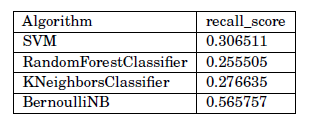 Algorithm recall_score
SVM 0.306511
RandomForestClassifier 0.255505
KNeighborsClassifier 0.276635
BernoulliNB 0.565757